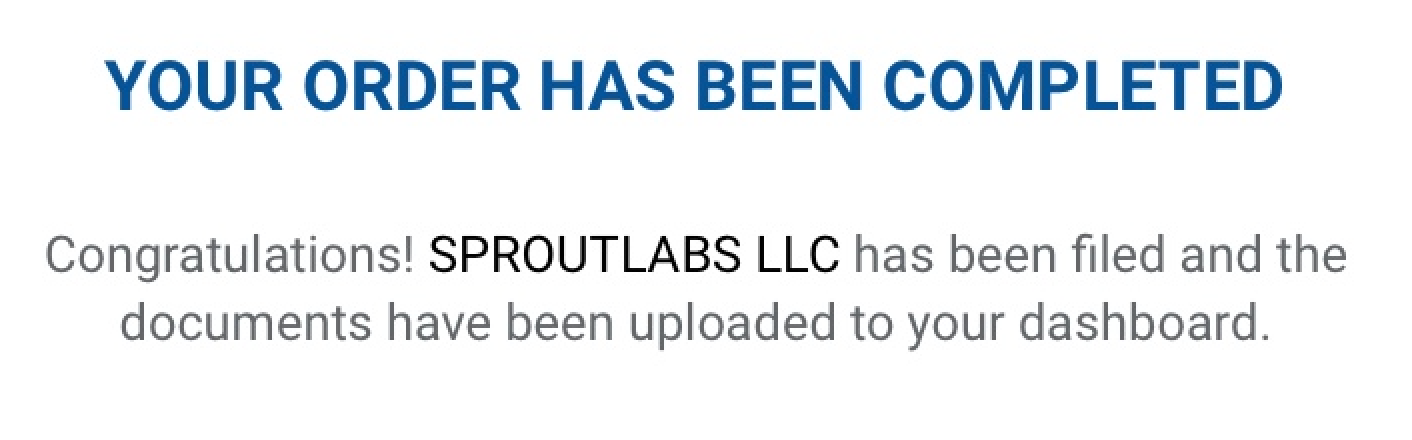 YOUR ORDER HAS BEEN COMPLETED
Congratulations! SPROUTLABS LLC has been filed and the
documents have been uploaded to your dashboard.